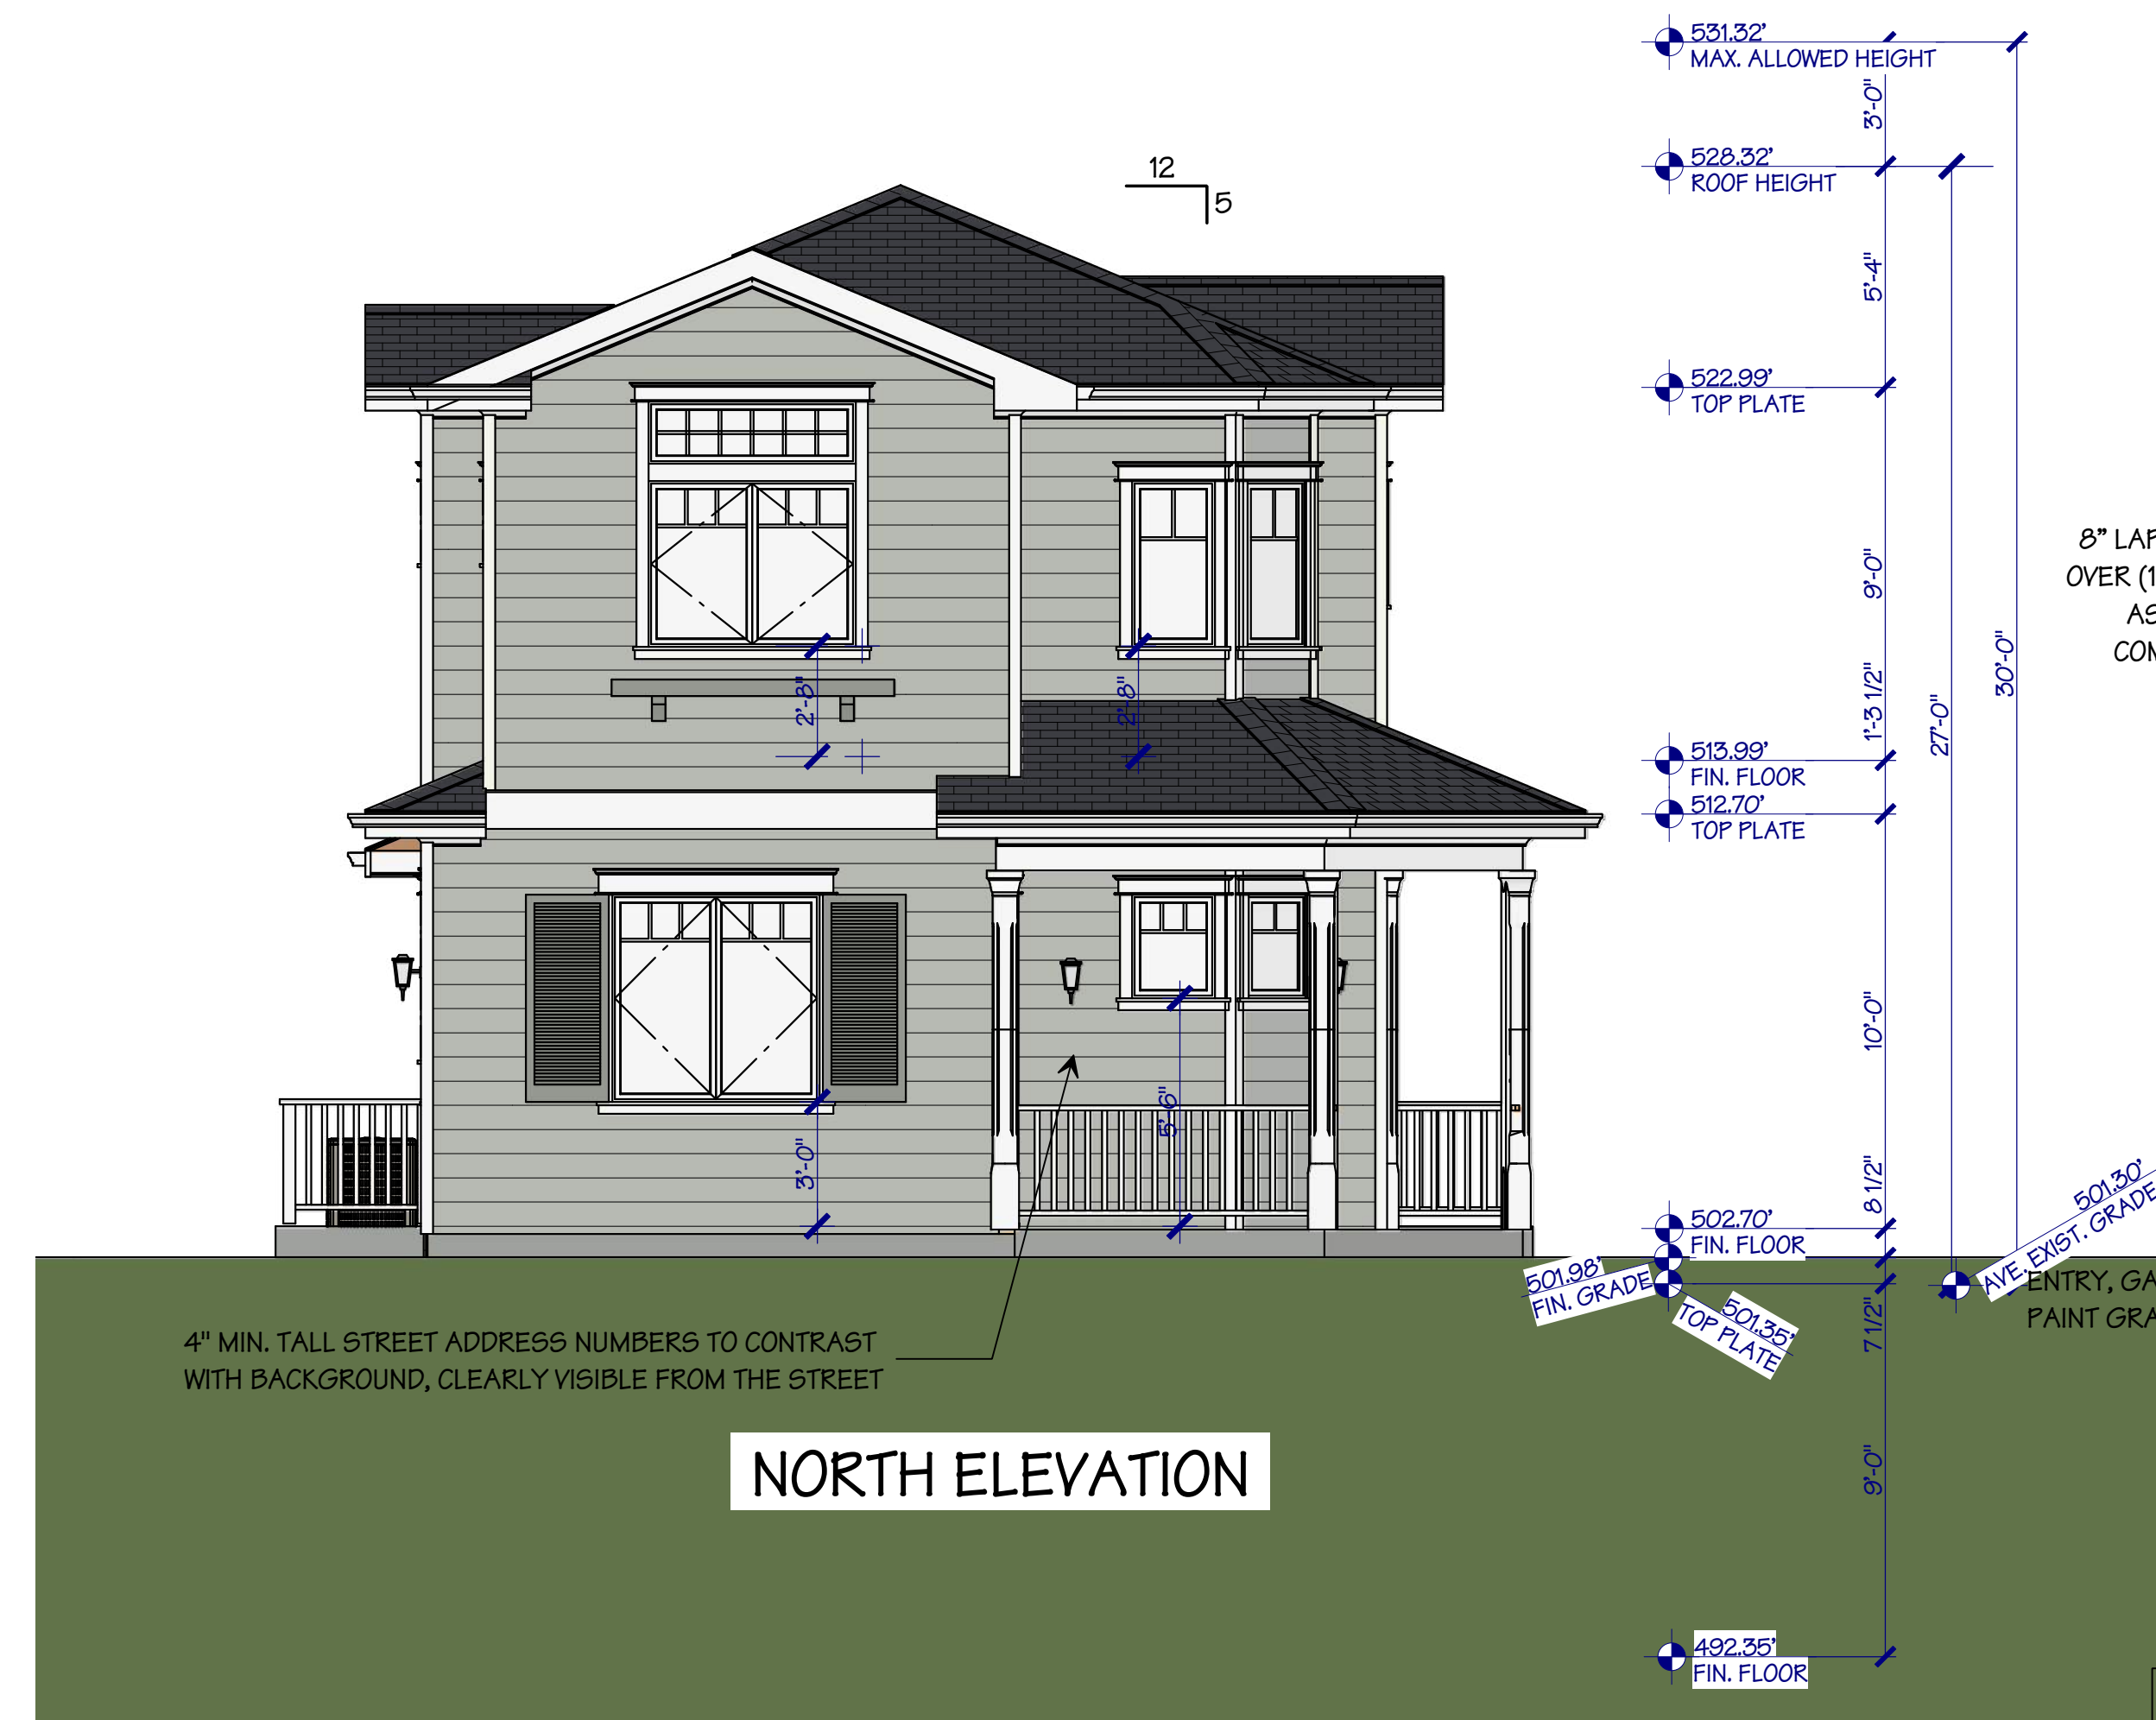 531.32'
MAX. ALLOWED HEIGHT
3'-0"
528.32'
ROOF HEIGHT
12
5
5'-4"
522.99'
TOP PLATE
9'-0"
8" LAP
OVER (1
AS
CON
30'-0"
2'-8"
2'-8"
1'-3 1/2"
27'-0"
513.99'
FIN. FLOOR
512.70'
TOP PLATE
10'-0"
5'-6"
3'-0"
8 1/2"
501.30'
AVE. EXIST. GRADE
502.70'
FIN. FLOOR
501.98'
FIN. GRADE
501.35'
TOP PLATE
7 1/2"
ENTRY, GA
PAINT GRA
4" MIN. TALL STREET ADDRESS NUMBERS TO CONTRAST
WITH BACKGROUND, CLEARLY VISIBLE FROM THE STREET
NORTH ELEVATION
9'-0"
492.35'
FIN. FLOOR